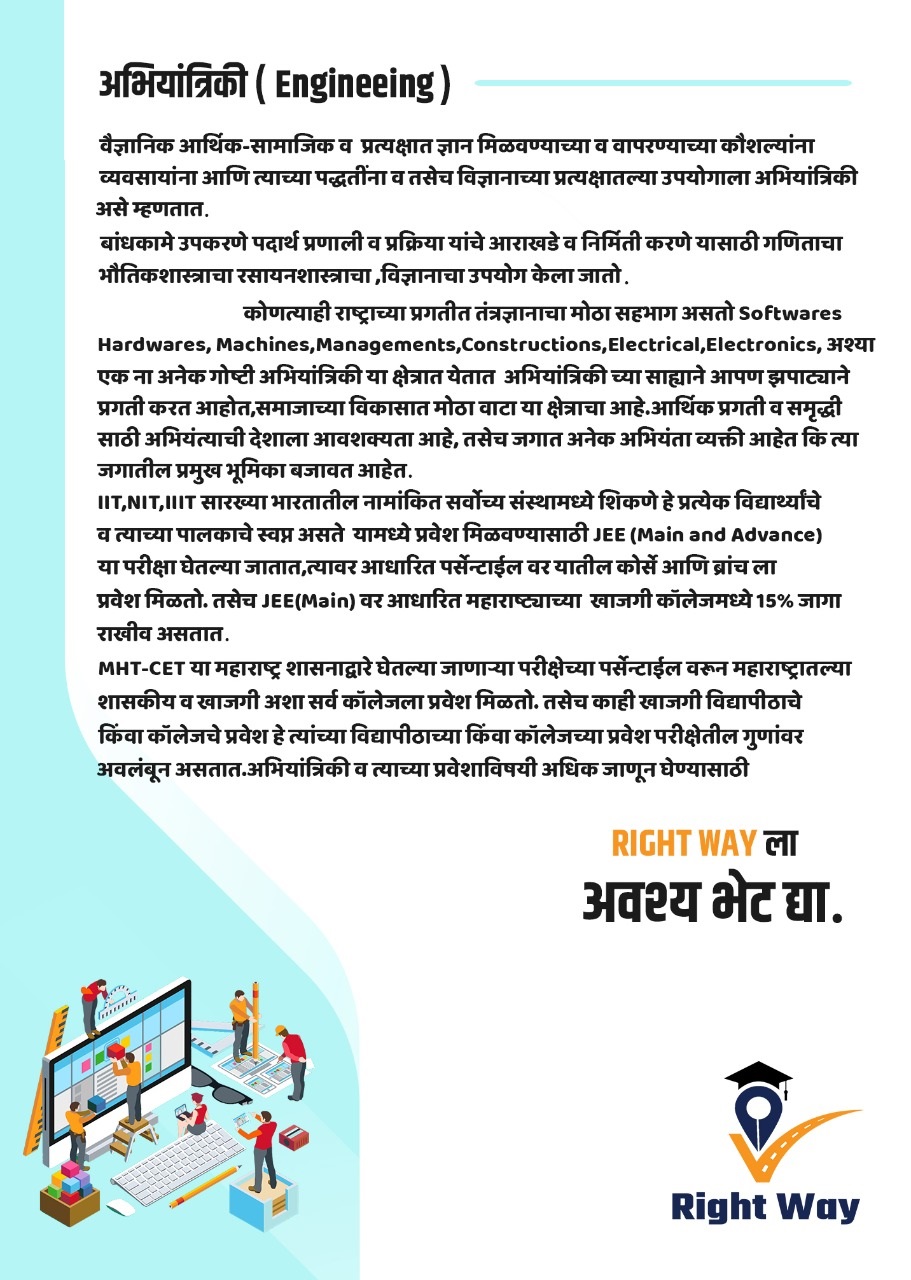 अभियांत्रिकी ( Engineeing )
वैज्ञानिक आर्थिक-सामाजिक व प्रत्यक्षात ज्ञान मिळवण्याच्या व वापरण्याच्या कौशल्यांना
व्यवसायांना आणि त्याच्या पद्धतींना व तसेच विज्ञानाच्या प्रत्यक्षातल्या उपयोगाला अभियांत्रिकी
असे म्हणतात.
बांधकामे उपकरणे पदार्थ प्रणाली व प्रक्रिया यांचे आराखडे व निर्मिती करणे यासाठी गणिताचा
भौतिकशास्त्राचा रसायनशास्त्राचा ,विज्ञानाचा उपयोग केला जातो .
कोणत्याही राष्ट्राच्या प्रगतीत तंत्रज्ञानाचा मोठा सहभाग असतो Softwares
Hardwares, Machines,Managements,Constructions,Electrical,Electronics, अश्या
एक ना अनेक गोष्टी अभियांत्रिकी या क्षेत्रात येतात अभियांत्रिकी च्या साह्याने आपण झपाट्याने
प्रगती करत आहोत,समाजाच्या विकासात मोठा वाटा या क्षेत्राचा आहे.आर्थिक प्रगती व समृद्धी
साठी अभियंत्याची देशाला आवशक्यता आहे, तसेच जगात अनेक अभियंता व्यक्ती आहेत कि त्या
जगातील प्रमुख भूमिका बजावत आहेत.
IIT,NIT,IIIT सारख्या भारतातील नामांकित सर्वोच्च संस्थामध्ये शिकणे हे प्रत्येक विद्यार्थ्यांचे
व त्याच्या पालकाचे स्वप्न असते यामध्ये प्रवेश मिळवण्यासाठी JEE (Main and Advance)
या परीक्षा घेतल्या जातात,त्यावर आधारित पर्सेन्टाईल वर यातील कोर्से आणि ब्रांच ला
प्रवेश मिळतो. तसेच JEE(Main) वर आधारित महाराष्ट्याच्या खाजगी कॉलेजमध्ये 15% जागा
राखीव असतात.
MHT-CET या महाराष्ट्र शासनाद्वारे घेतल्या जाणाऱ्या परीक्षेच्या पर्सेन्टाईल वरून महाराष्ट्रातल्या
शासकीय व खाजगी अशा सर्व कॉलेजला प्रवेश मिळतो. तसेच काही खाजगी विद्यापीठाचे
किंवा कॉलेजचे प्रवेश हे त्यांच्या विद्यापीठाच्या किंवा कॉलेजच्या प्रवेश परीक्षेतील गुणांवर
अवलंबून असतात.अभियांत्रिकी व त्याच्या प्रवेशाविषयी अधिक जाणून घेण्यासाठी
RIGHT WAY ला
अवश्य भेट द्या.
Right Way